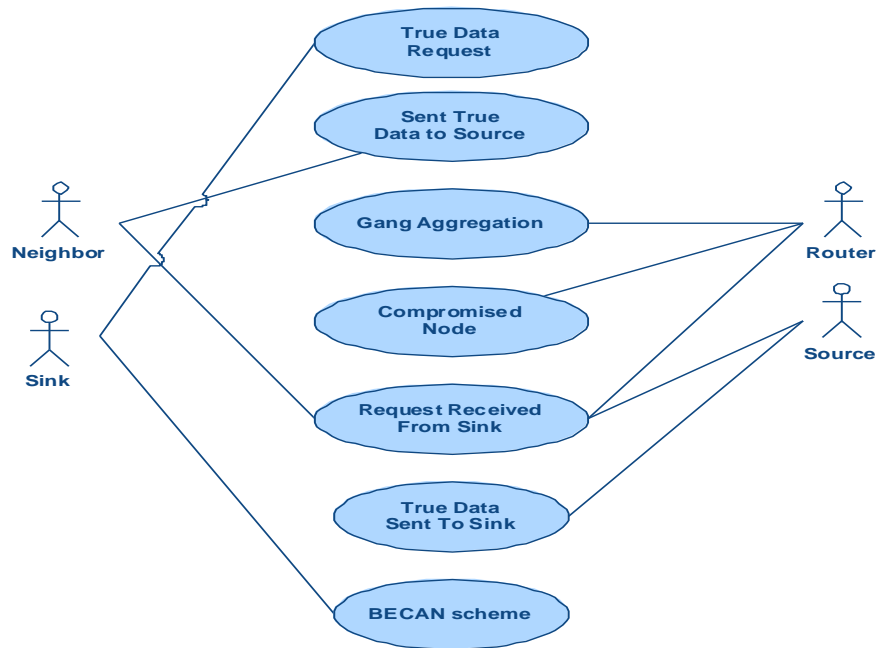 True Data
Request
Sent True
Data to Source
Neighbor
Gang Aggregation
Router
Compromised
Node
Sink
Source
Request Received
From Sink
True Data
Sent To Sink
BECAN scheme